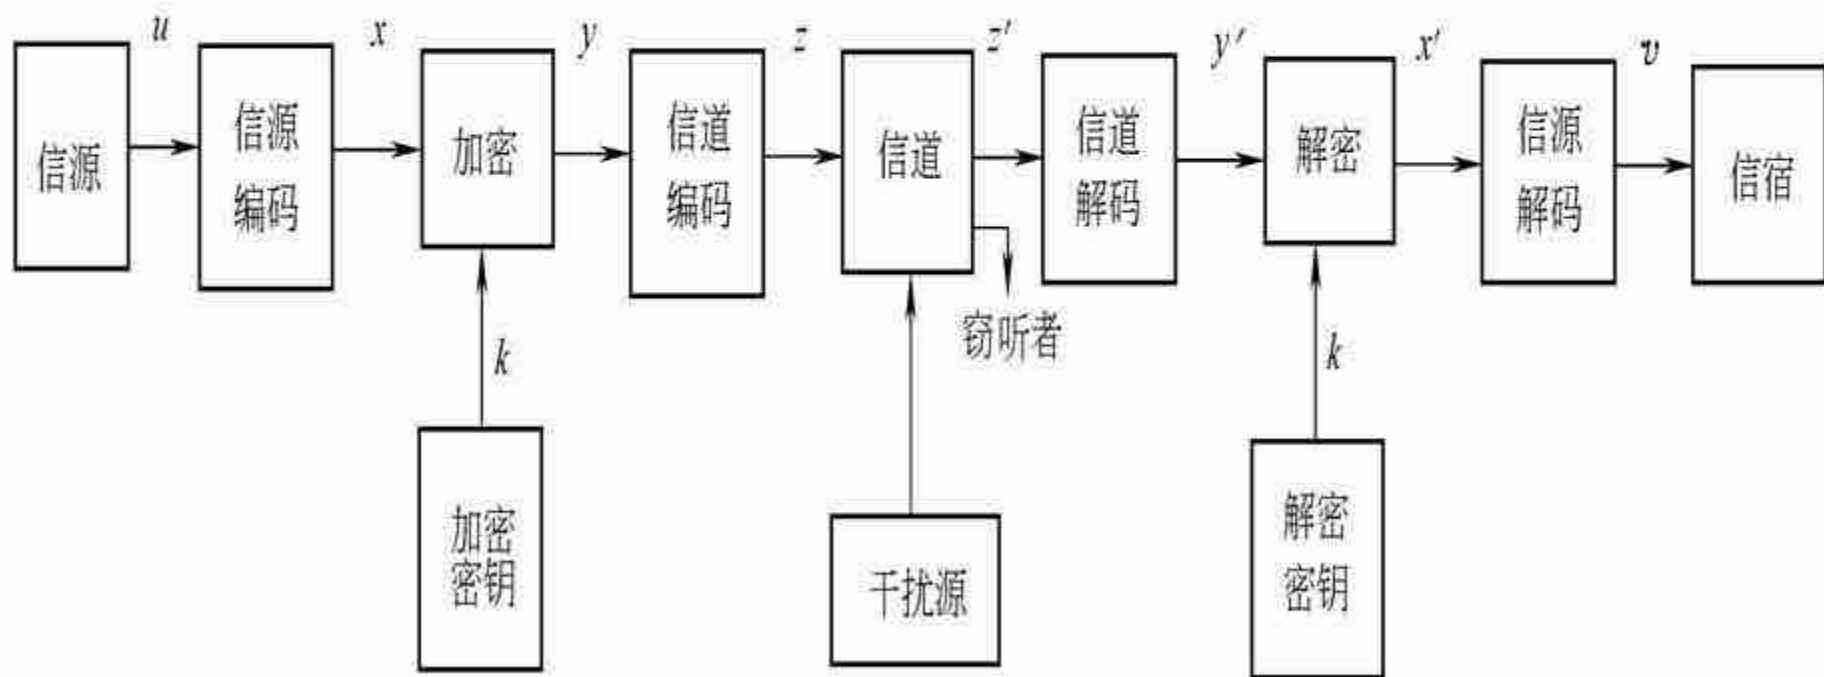 u x y z z′ y′ x′ v
信源
信源
编码
加密
信道
编码
信道
信道
解码
解密
信源
解码
信宿
窃听者
k
k
加密
密钥
干扰源
解密
密钥